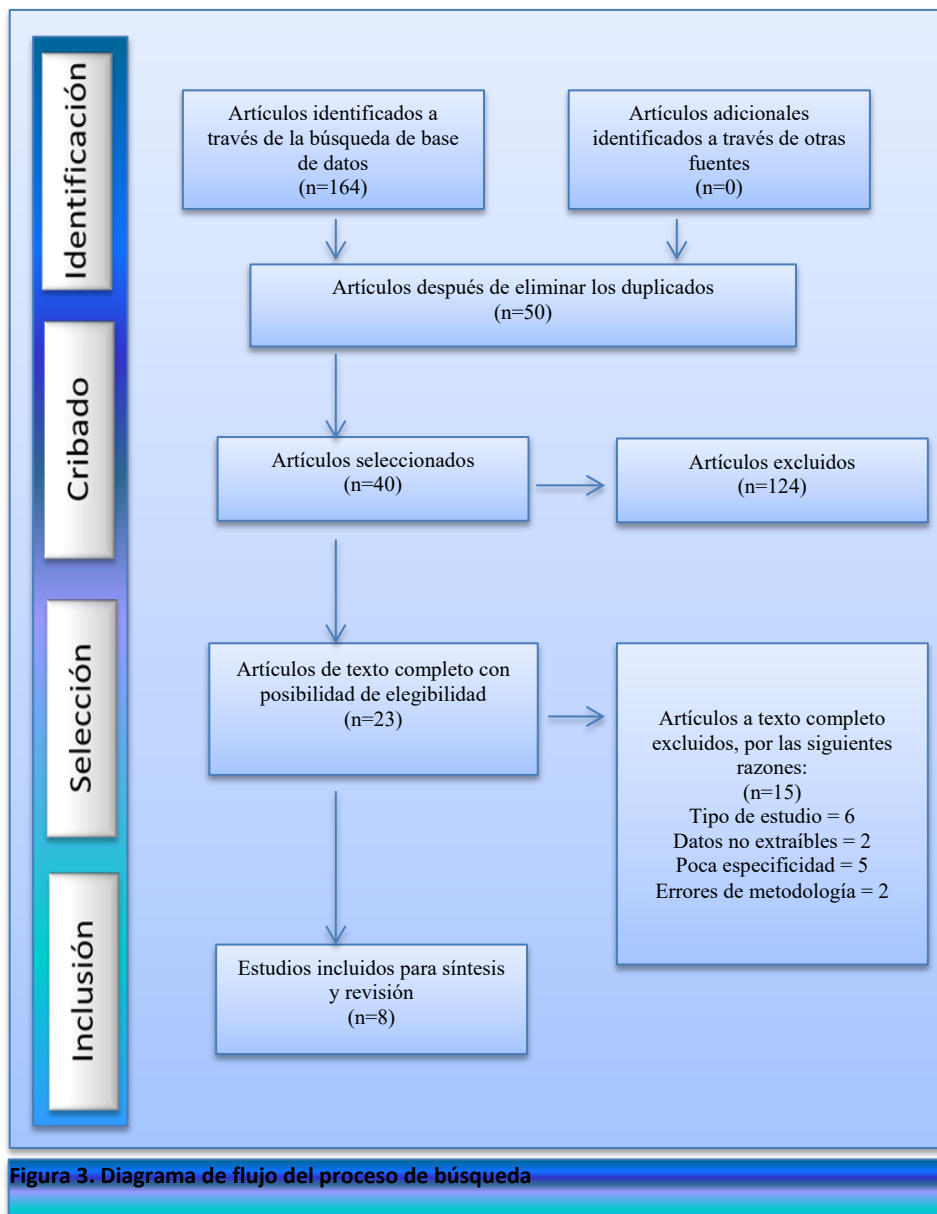 Identificación
Artículos identificados a
través de la búsqueda de base
de datos
(n=164)
Artículos adicionales
identificados a través de otras
fuentes
(n=0)
Artículos después de eliminar los duplicados
(n=50)
Cribado
Artículos seleccionados
(n=40)
Artículos excluidos
(n=124)
Selección
Artículos de texto completo con
posibilidad de elegibilidad
(n=23)
Artículos a texto completo
excluidos, por las siguientes
razones:
(n=15)
Tipo de estudio = 6
Datos no extraíbles = 2
Poca especificidad = 5
Errores de metodología = 2
Inclusión
Estudios incluidos para síntesis
y revisión
(n=8)
Figura 3. Diagrama de flujo del proceso de búsqueda